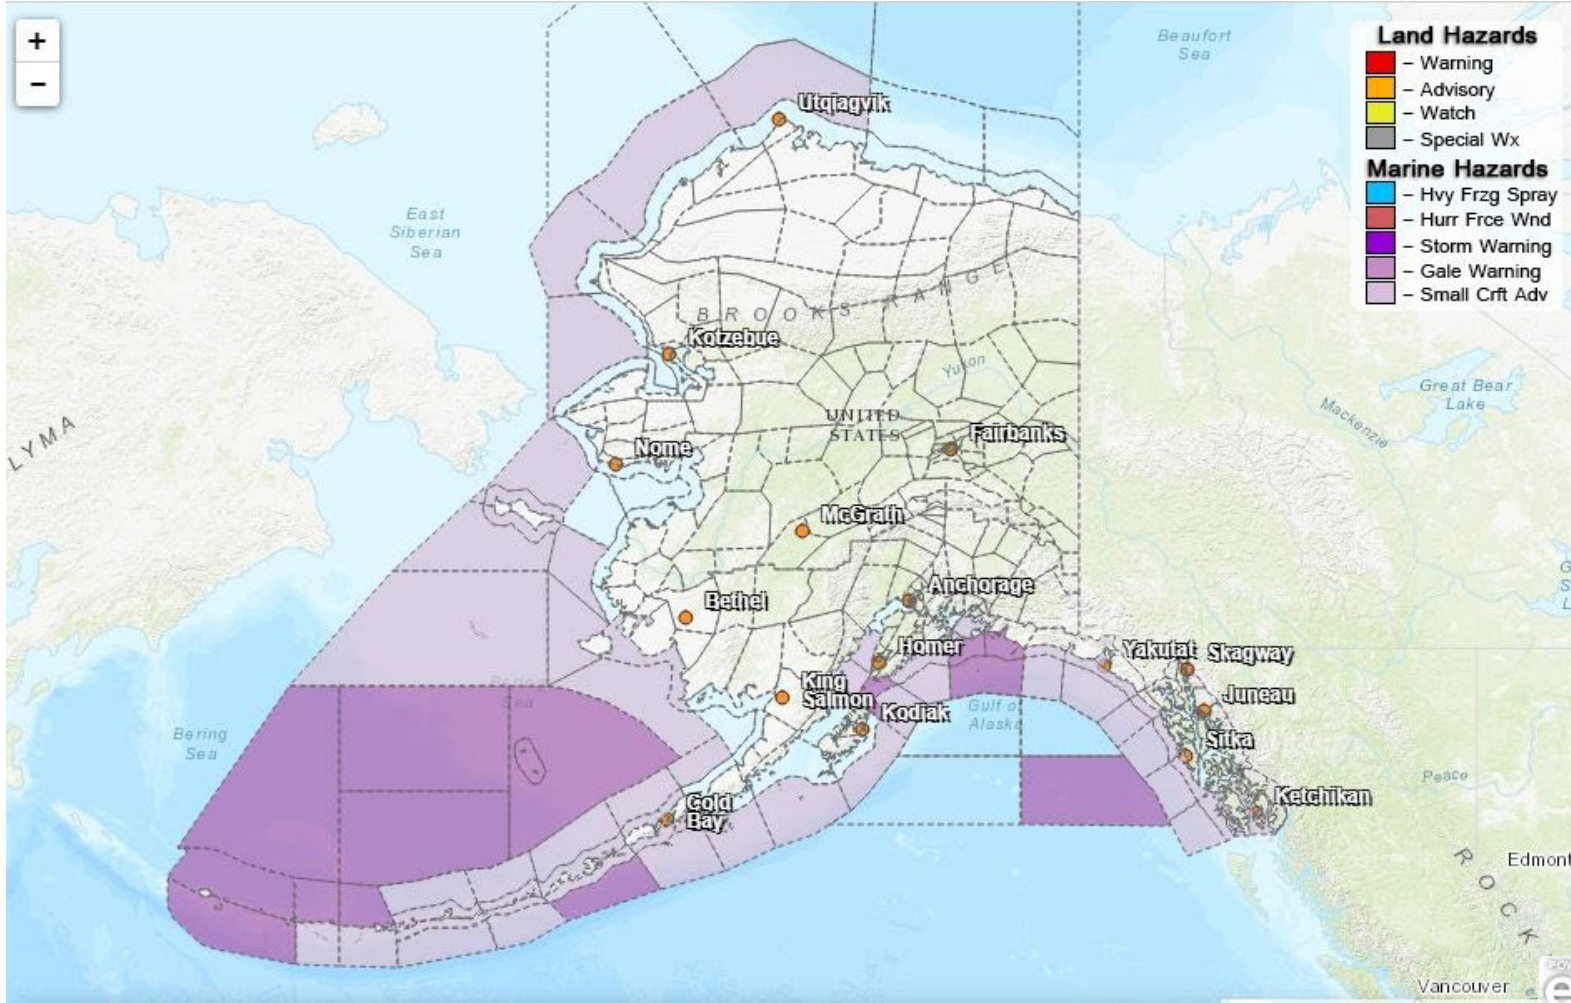 +
−
Beaufort
Sea
Land Hazards
– Warning
– Advisory
– Watch
– Special Wx
Marine Hazards
– Hvy Frzg Spray
– Hurr Frce Wnd
– Storm Warning
– Gale Warning
– Small Crft Adv
Utqiagvik
East
Siberian
Sea
BROOKS RANGE
Kotzebue
Yukon
Great Bear
Lake
Mackenzie
LYMA
UNITED
STATES
Fairbanks
Nome
McGrath
Anchorage
Bethel
Homer
Yakutat
Skagway
King
Salmon
Juneau
Bering
Sea
Kodiak
Gulf of
Alaska
Bering
Sea
Sitka
Peace
Ketchikan
Cold
Bay
Edmont
ROCK
Vancouver